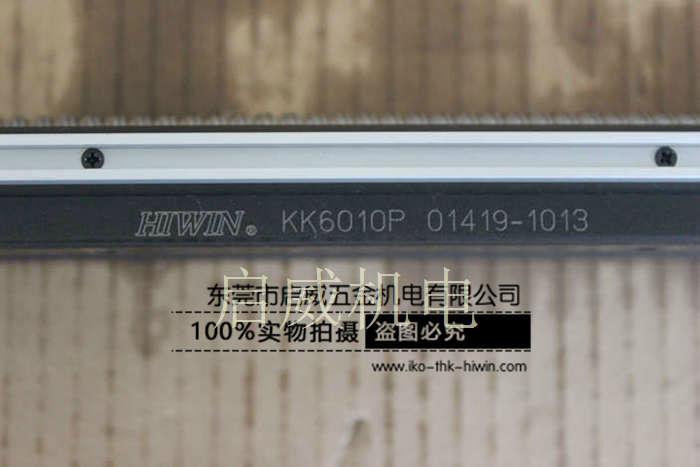 HIWIN® KK6010P 01419-1013
启威机电
东莞市启威五金机电有限公司
100%实物拍摄 盗图必究
www.iko-thk-hiwin.com